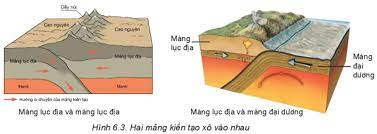 Dãy núi
Cao nguyên
Cao nguyên
Mảng lục địa
Mảng lục địa
Manti
Manti
Hướng di chuyển của mảng kiến tạo
Mảng lục địa và mảng lục địa
Mảng
lục địa
Mảng
đại
dương
Mảng lục địa và mảng đại dương
Hình 6.3. Hai mảng kiến tạo xô vào nhau